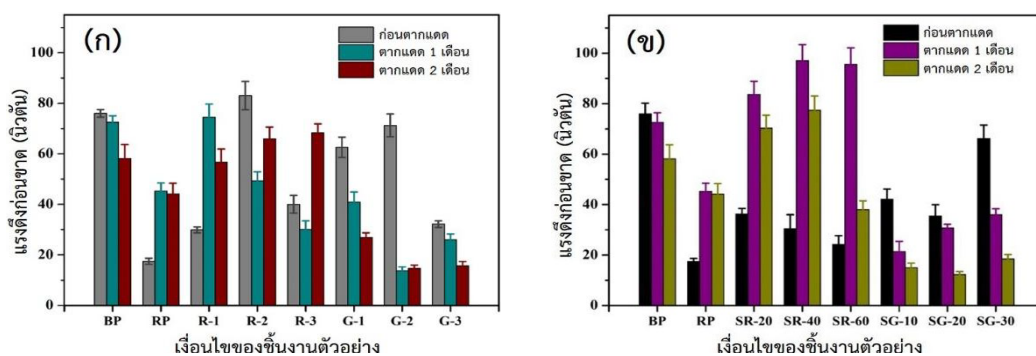 (ก)
ก่อนตากแดด
ตากแดด 1 เดือน
ตากแดด 2 เดือน
แรงดึงก่อนขาด (นิวตัน)
100
80
60
40
20
0
BP RP R-1 R-2 R-3 G-1 G-2 G-3
เงื่อนไขของชิ้นงานตัวอย่าง
(ข)
ก่อนตากแดด
ตากแดด 1 เดือน
ตากแดด 2 เดือน
แรงดึงก่อนขาด (นิวตัน)
100
80
60
40
20
0
BP RP SR-20 SR-40 SR-60 SG-10 SG-20 SG-30
เงื่อนไขของชิ้นงานตัวอย่าง